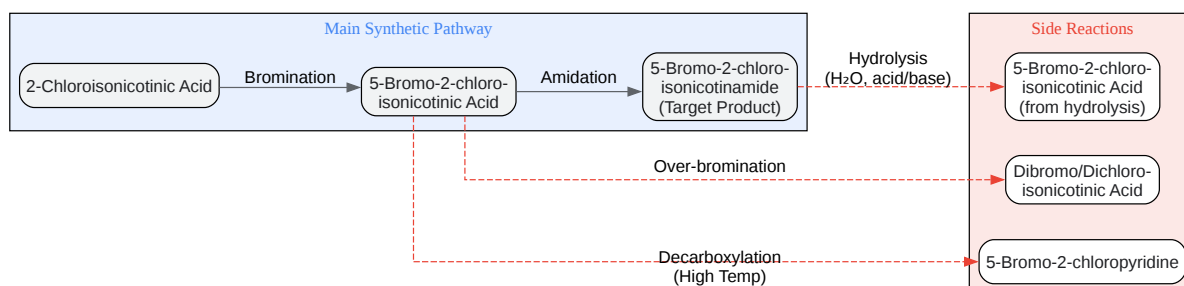 Main Synthetic Pathway
Side Reactions
2-Chloroisonicotinic Acid
Bromination
5-Bromo-2-chloro-
isonicotinic Acid
Amidation
5-Bromo-2-chloro-
isonicotinamide
(Target Product)
Hydrolysis
(H₂O, acid/base)
5-Bromo-2-chloro-
isonicotinic Acid
(from hydrolysis)
Over-bromination
Dibromo/Dichloro-
isonicotinic Acid
Decarboxylation
(High Temp)
5-Bromo-2-chloropyridine